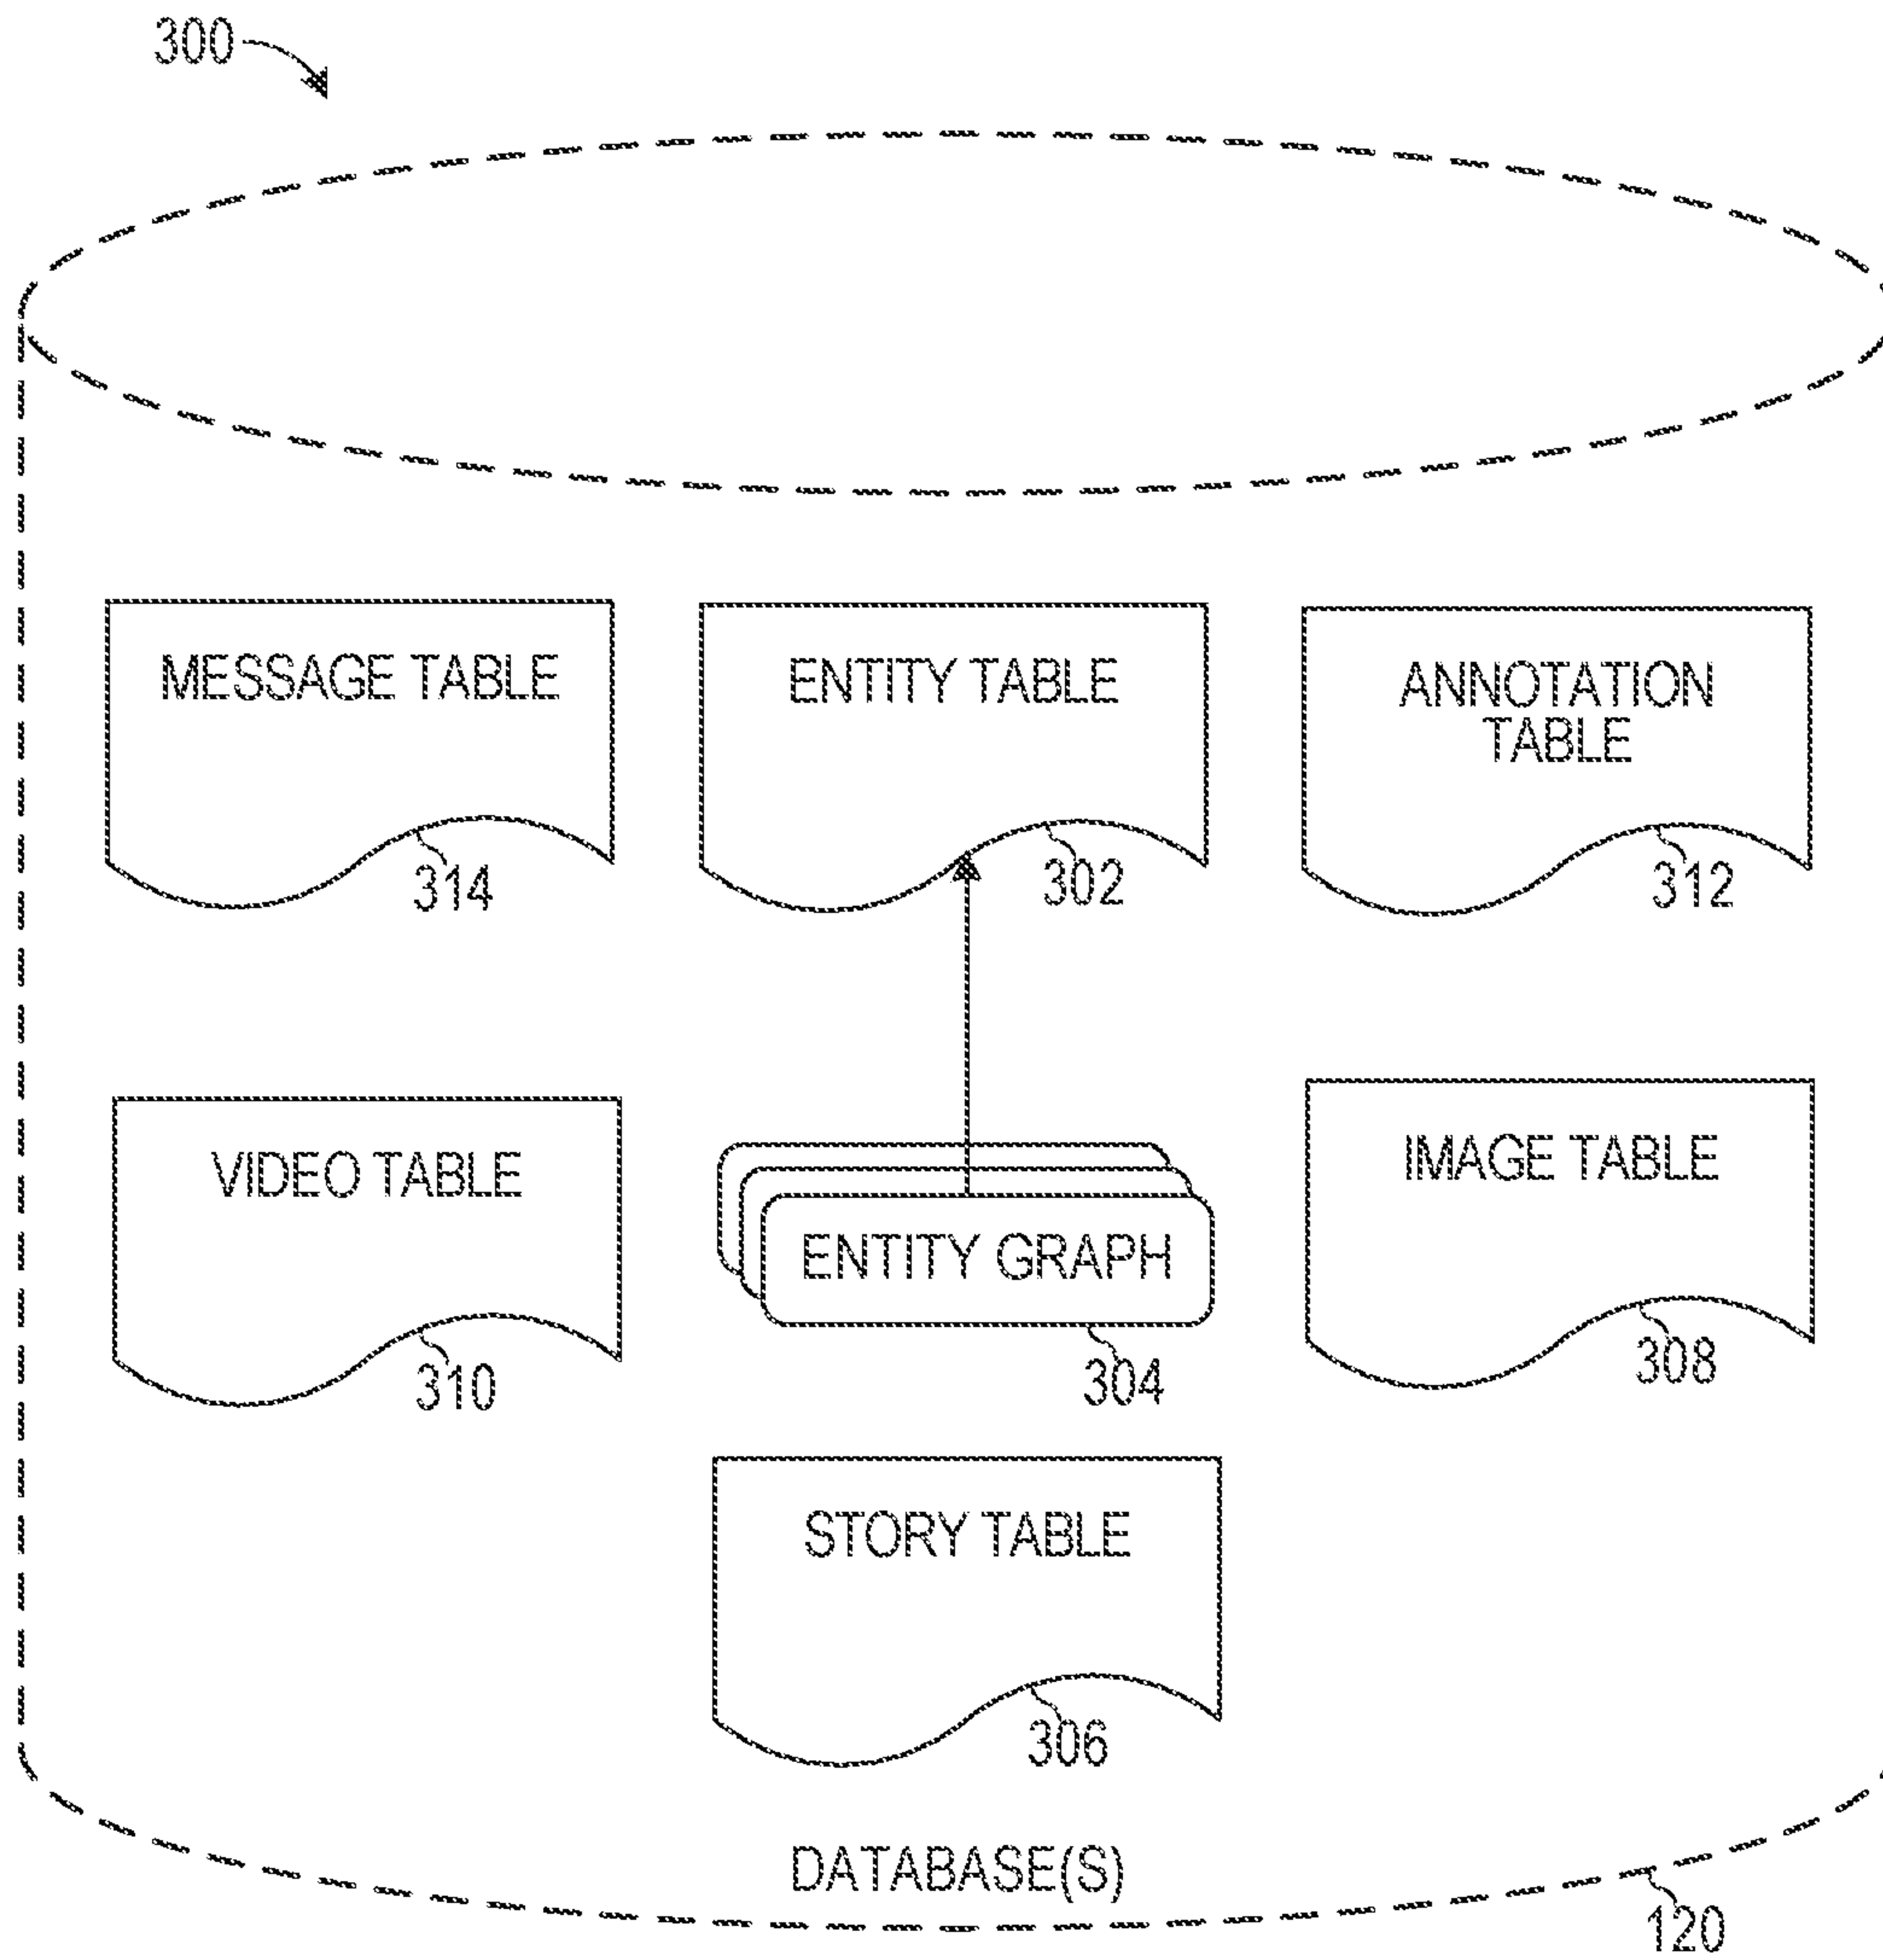 300
MESSAGE TABLE
314
ENTITY TABLE
302
ANNOTATION
TABLE
312
VIDEO TABLE
310
ENTITY GRAPH
304
IMAGE TABLE
308
STORY TABLE
306
DATABASE(S)
120